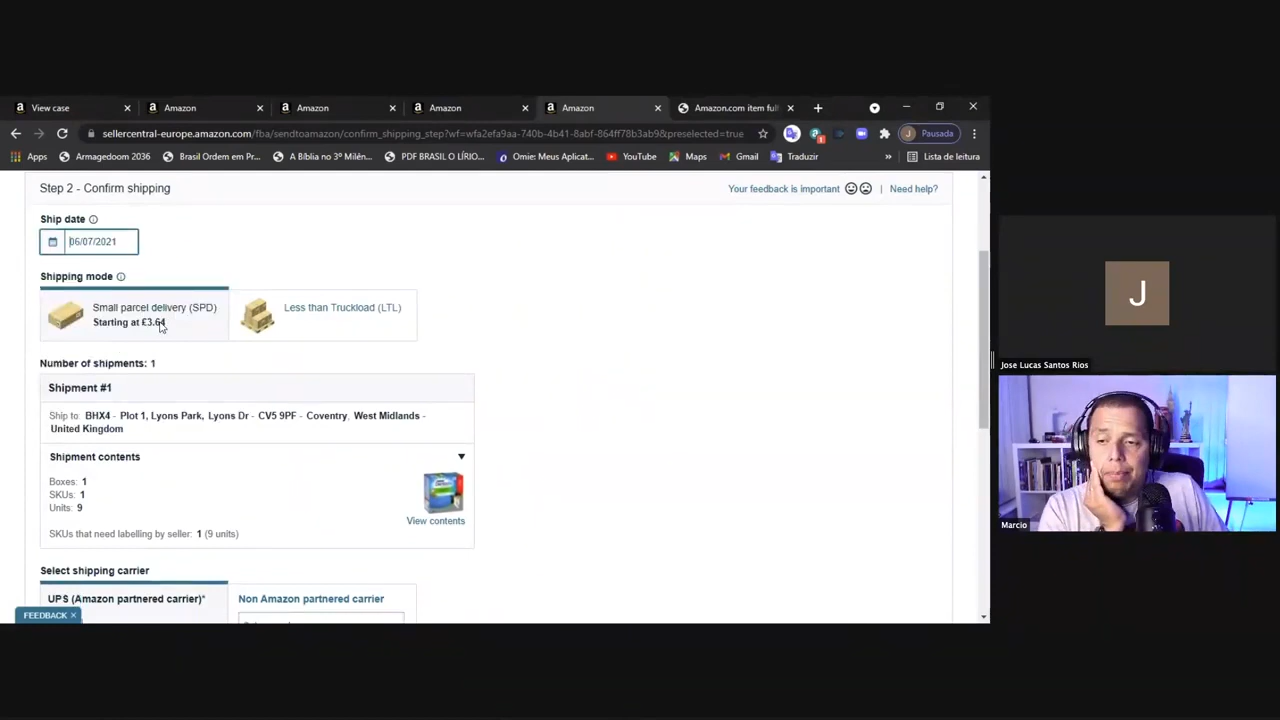 View case
Amazon
Amazon
Amazon
Amazon
Amazon.com item ful
sellercentral-europe.amazon.com/fba/sendtoamazon/confirm_shipping_step?wf=wfa2efa9aa-740b-4b41-8abf-864ff78b3ab9&preselected=true
J
Pausada
Apps
Armagedoom 2036
Brasil Ordem em Pr...
A Bíblia no 3º Milên...
PDF BRASIL O LÍRIO...
Omie: Meus Aplicat...
YouTube
Maps
Gmail
Traduzir
»
Lista de leitura
Step 2 - Confirm shipping
Your feedback is important
Need help?
Ship date
06/07/2021
Shipping mode
Small parcel delivery (SPD)
Starting at £3.64
Less than Truckload (LTL)
Number of shipments: 1
Shipment #1
Ship to: BHX4 - Plot 1, Lyons Park, Lyons Dr - CV5 9PF - Coventry, West Midlands -
United Kingdom
Shipment contents
Boxes: 1
SKUs: 1
Units: 9
View contents
SKUs that need labelling by seller: 1 (9 units)
Select shipping carrier
UPS (Amazon partnered carrier)*
Non Amazon partnered carrier
FEEDBACK ×
J
Jose Lucas Santos Rios
Marcio